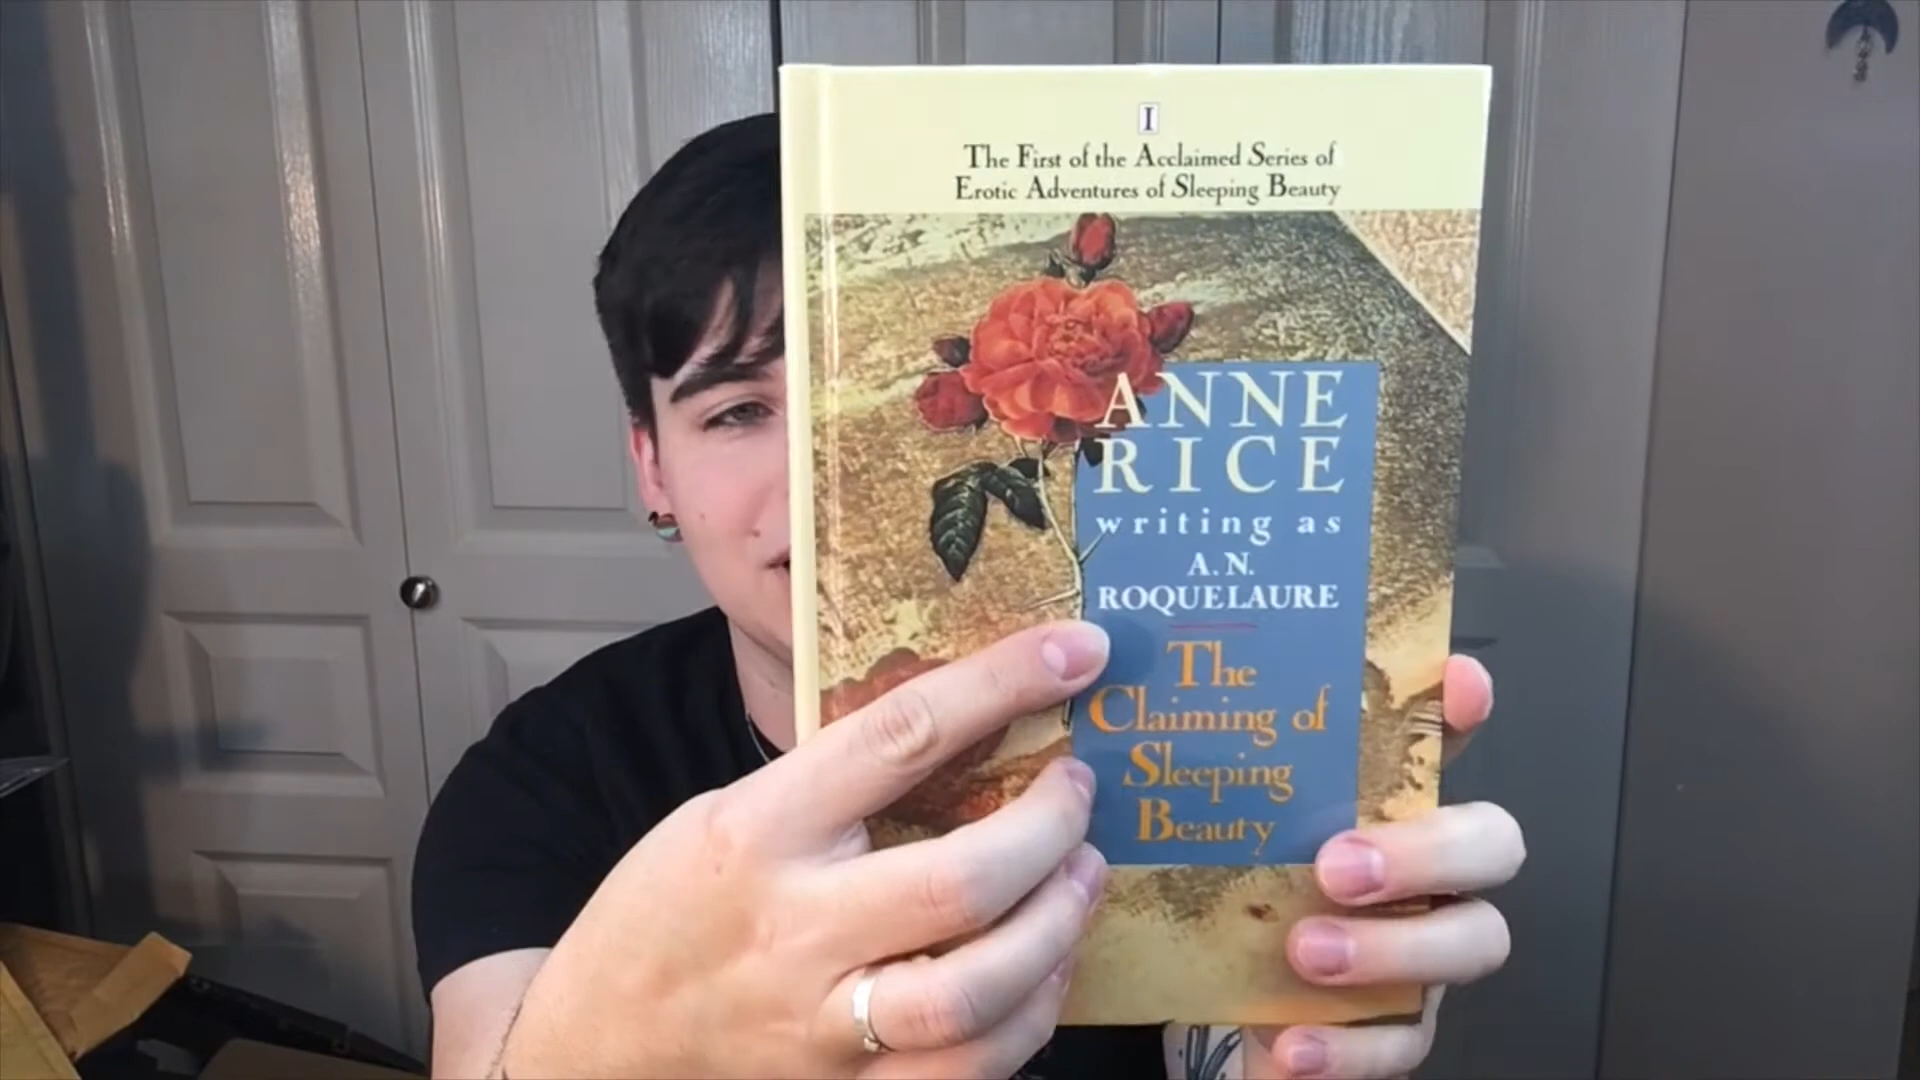 I
The First of the Acclaimed Series of
Erotic Adventures of Sleeping Beauty
ANNE
RICE
writing as
A. N.
ROQUELAURE
The
Claiming of
Sleeping
Beauty